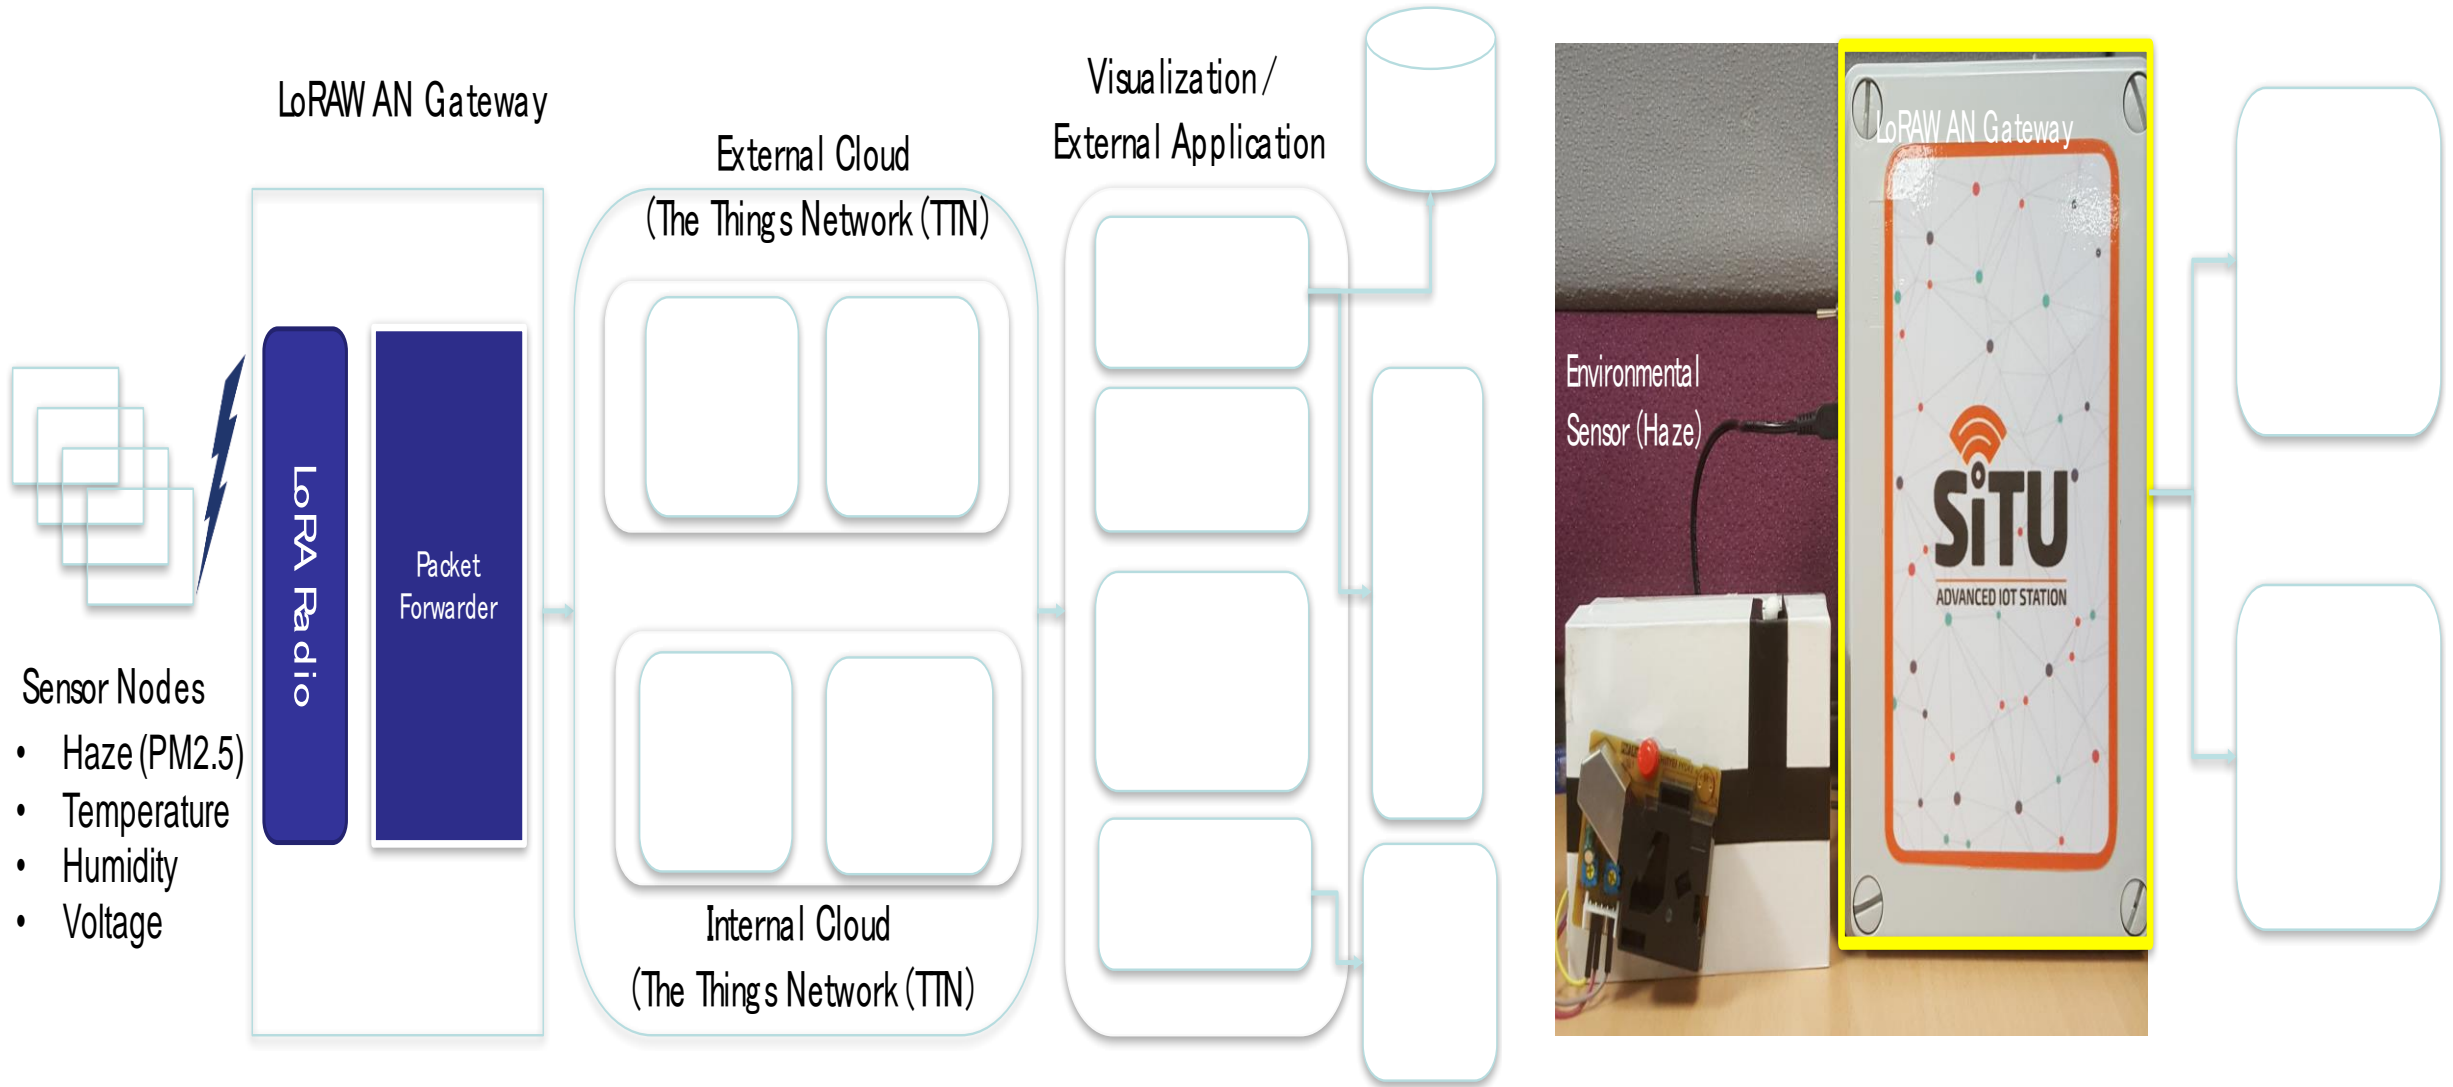 LoRAWAN Gateway
External Cloud
(The Things Network (TTN)
Visualization /
External Application
LoRA Radio
Packet
Forwarder
Sensor Nodes
• Haze (PM2.5)
• Temperature
• Humidity
• Voltage
Internal Cloud
(The Things Network (TTN)
LoRAWAN Gateway
Environmental
Sensor (Haze)
SiTU
ADVANCED IOT STATION